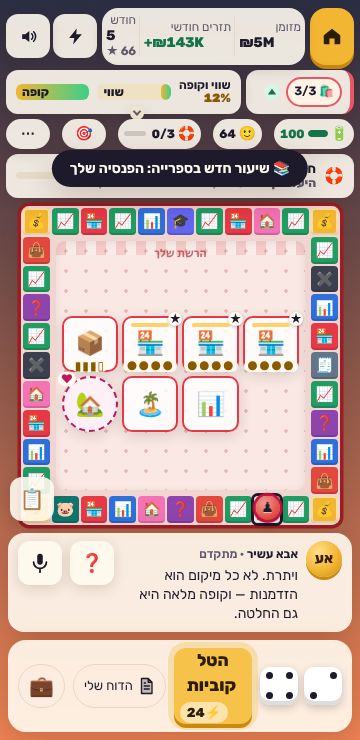 מזומן
₪5M
תזרים חודשי
+₪143K
חודש
5
★ 66
3/3
שווי וקופה
12%
שווי
קופה
100
64
0/3
...
📚 שיעור חדש בספרייה: הפנסיה שלך
הרשת שלך
אע
אבא עשיר • מתקדם
ויתרת. לא כל מיקום הוא
הזדמנות — וקופה מלאה היא
גם החלטה.
?
הטל
קוביות
24⚡
הדוח שלי